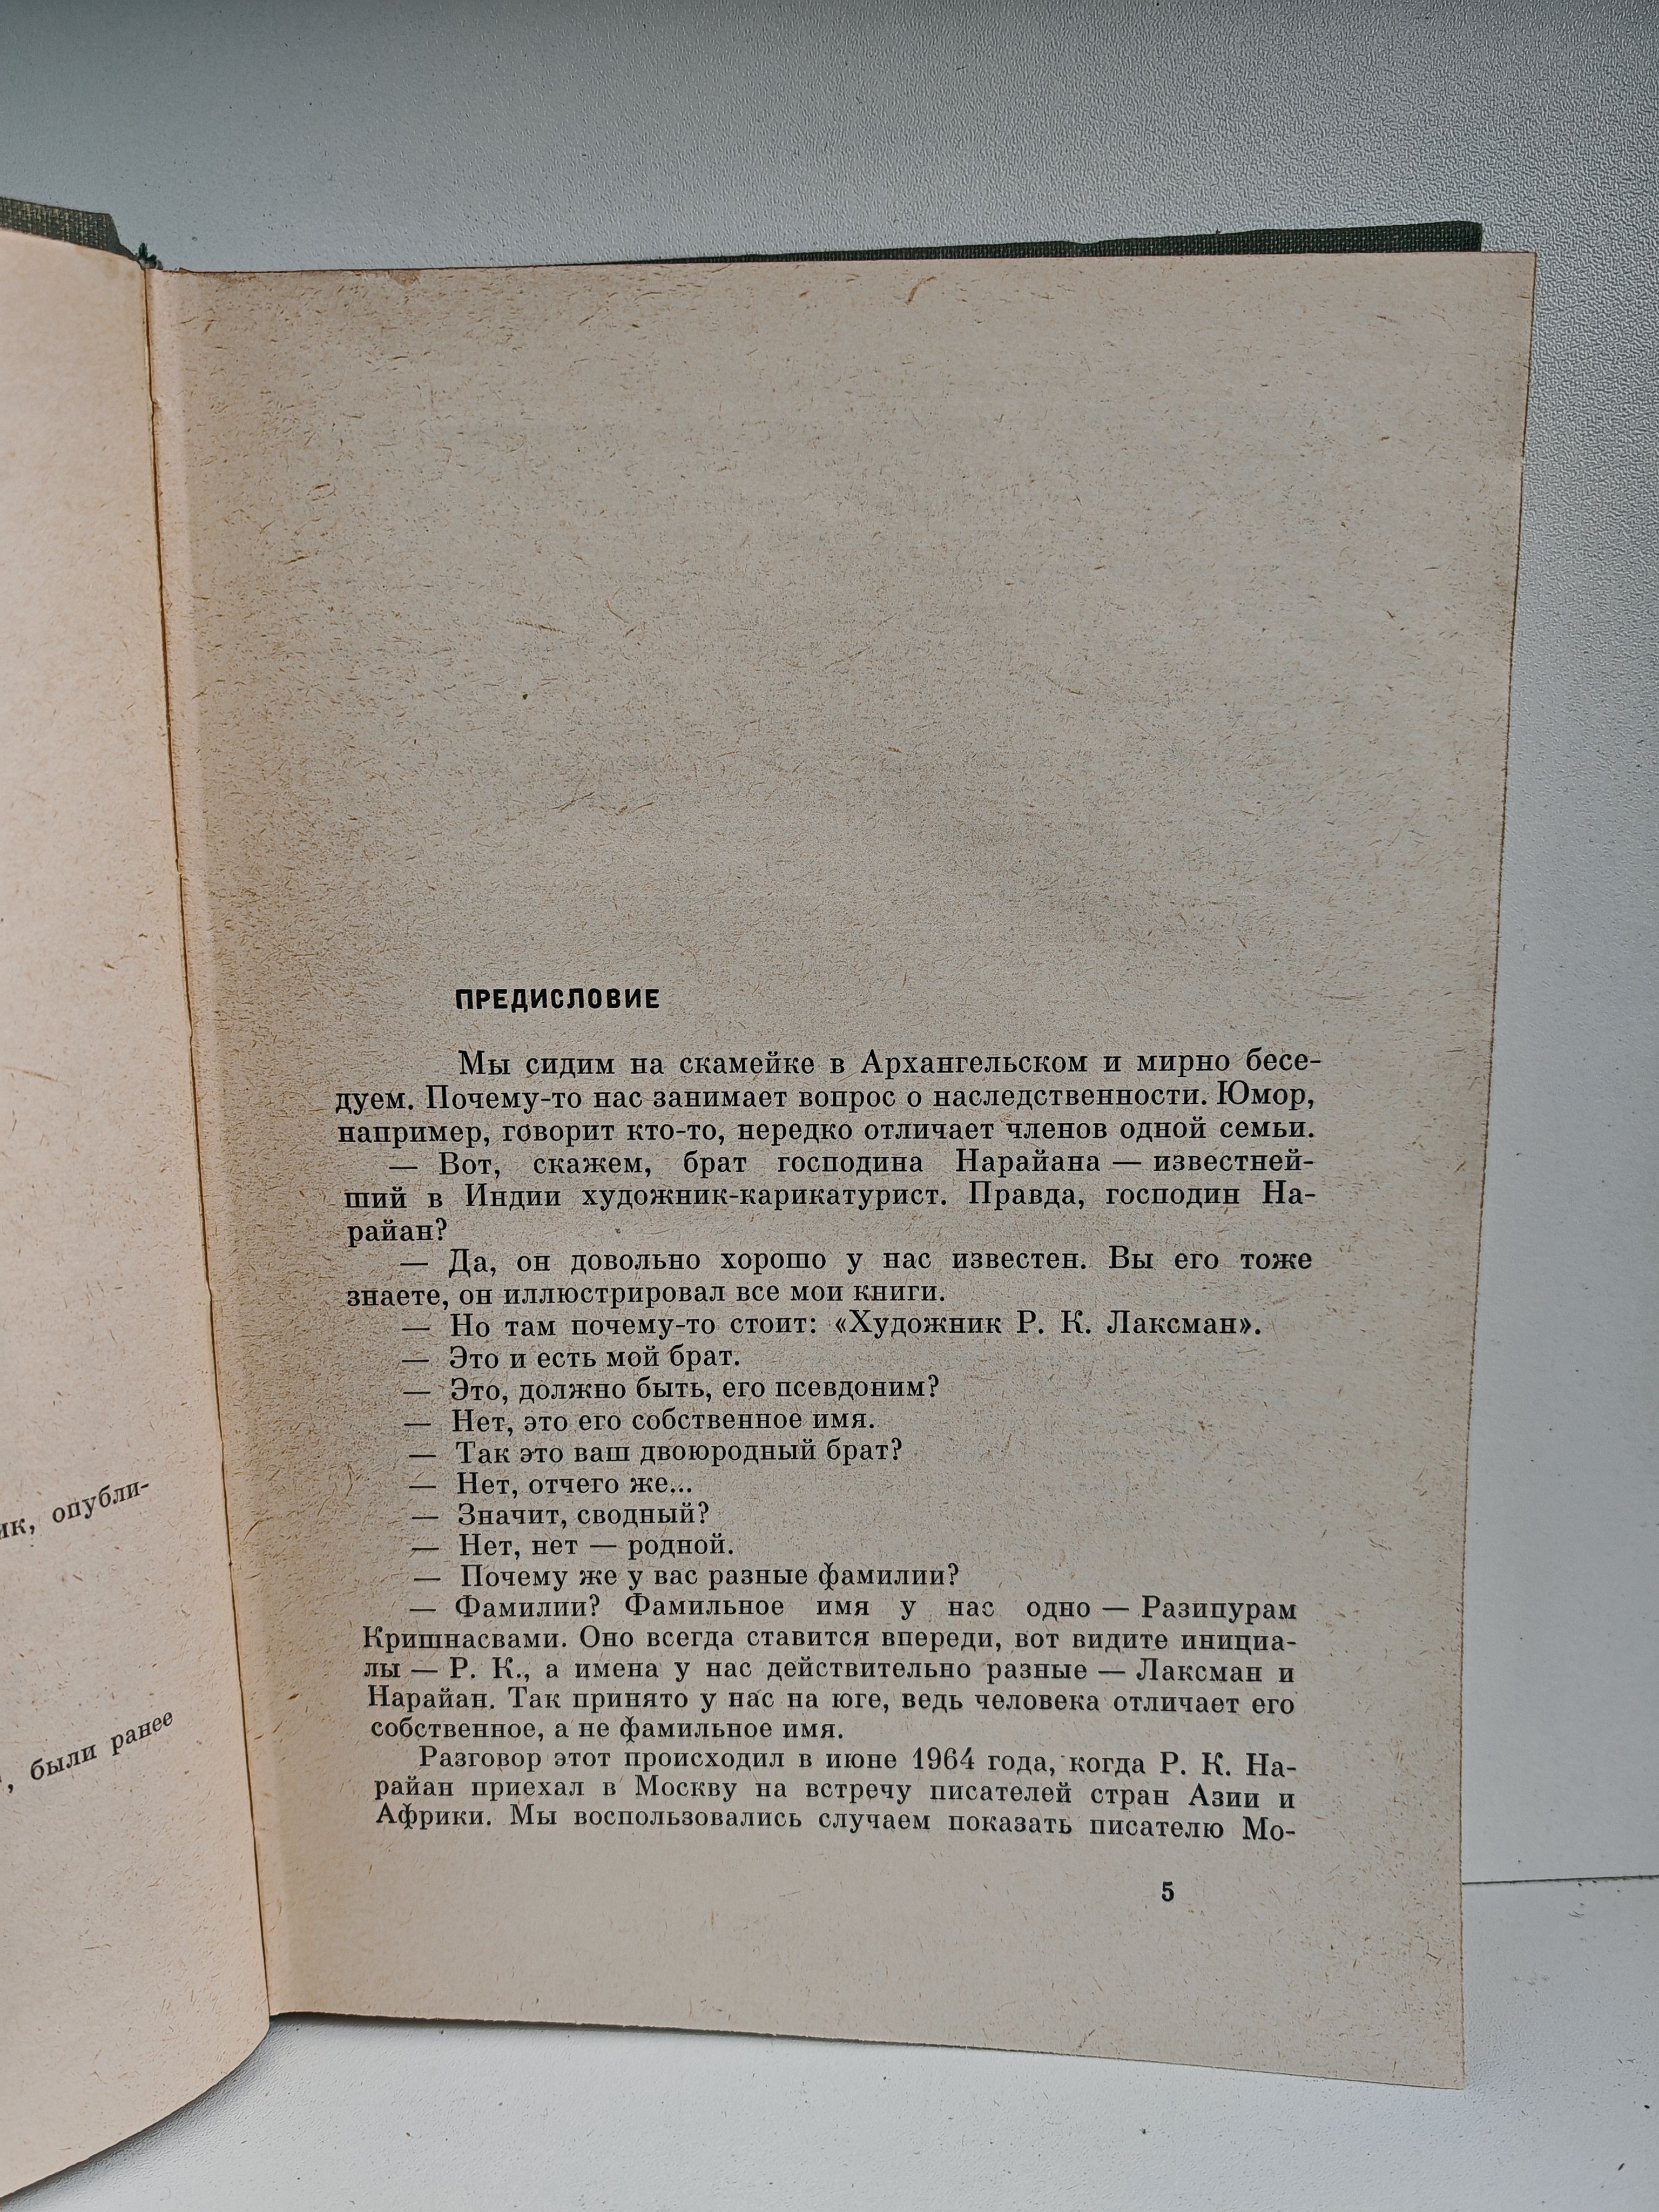 ик, опубли-
были ранее
ПРЕДИСЛОВИЕ
Мы сидим на скамейке в Архангельском и мирно бесе-
дуем. Почему-то нас занимает вопрос о наследственности. Юмор,
например, говорит кто-то, нередко отличает членов одной семьи.
— Вот, скажем, брат господина Нарайана — известней-
ший в Индии художник-карикатурист. Правда, господин На-
райан?
— Да, он довольно хорошо у нас известен. Вы его тоже
знаете, он иллюстрировал все мои книги.
— Но там почему-то стоит: «Художник Р. К. Лаксман».
— Это и есть мой брат.
— Это, должно быть, его псевдоним?
— Нет, это его собственное имя.
— Так это ваш двоюродный брат?
— Нет, отчего же...
— Значит, сводный?
— Нет, нет — родной.
— Почему же у вас разные фамилии?
— Фамилии? Фамильное имя у нас одно — Разипурам
Кришнасвами. Оно всегда ставится впереди, вот видите инициа-
лы — Р. К., а имена у нас действительно разные — Лаксман и
Нарайан. Так принято у нас на юге, ведь человека отличает его
собственное, а не фамильное имя.
Разговор этот происходил в июне 1964 года, когда Р. К. На-
райан приехал в Москву на встречу писателей стран Азии и
Африки. Мы воспользовались случаем показать писателю Мо-
5